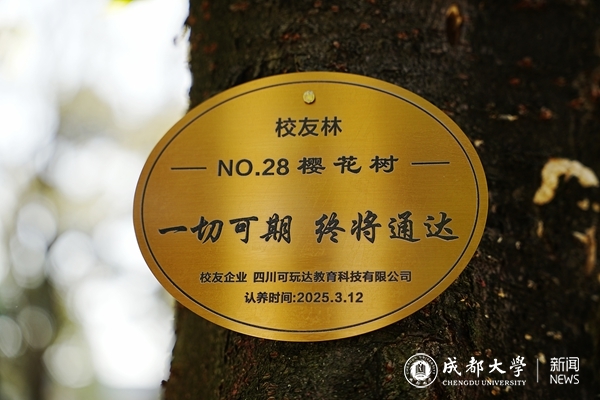 校友林
NO.28 樱花树
一切可期 终将通达
校友企业 四川可玩达教育科技有限公司
认养时间:2025.3.12
成都大学
CHENGDU UNIVERSITY
新闻
NEWS